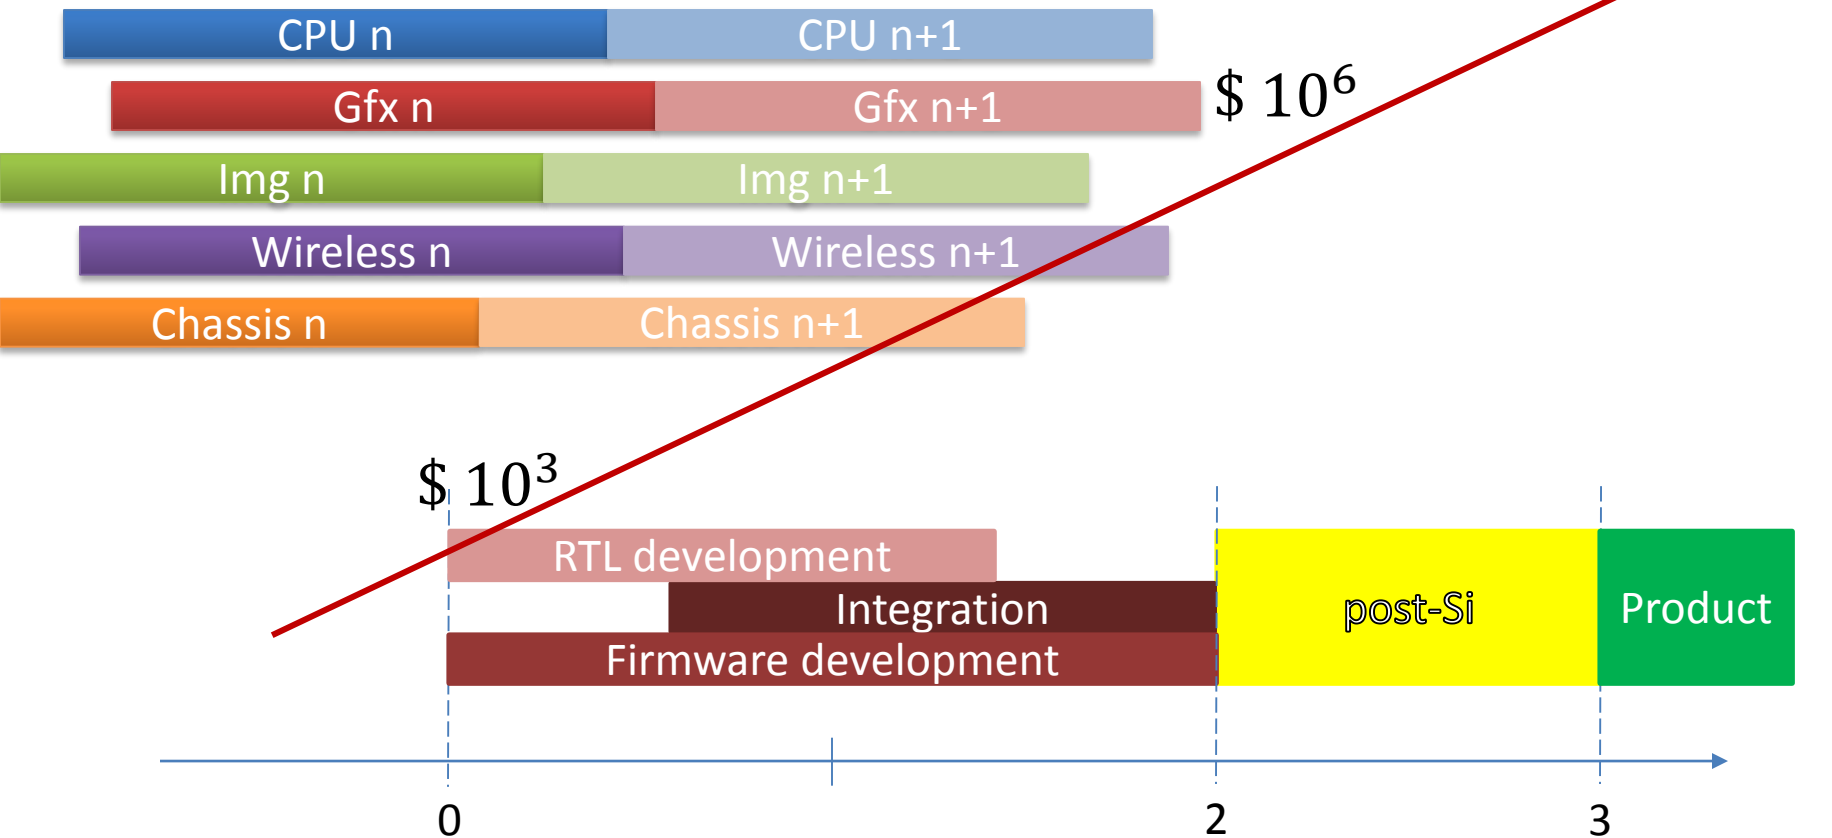 CPU n CPU n+1
Gfx n Gfx n+1 $ 10⁶
Img n Img n+1
Wireless n Wireless n+1
Chassis n Chassis n+1
$ 10³
RTL development
Integration post-Si Product
Firmware development
0 2 3